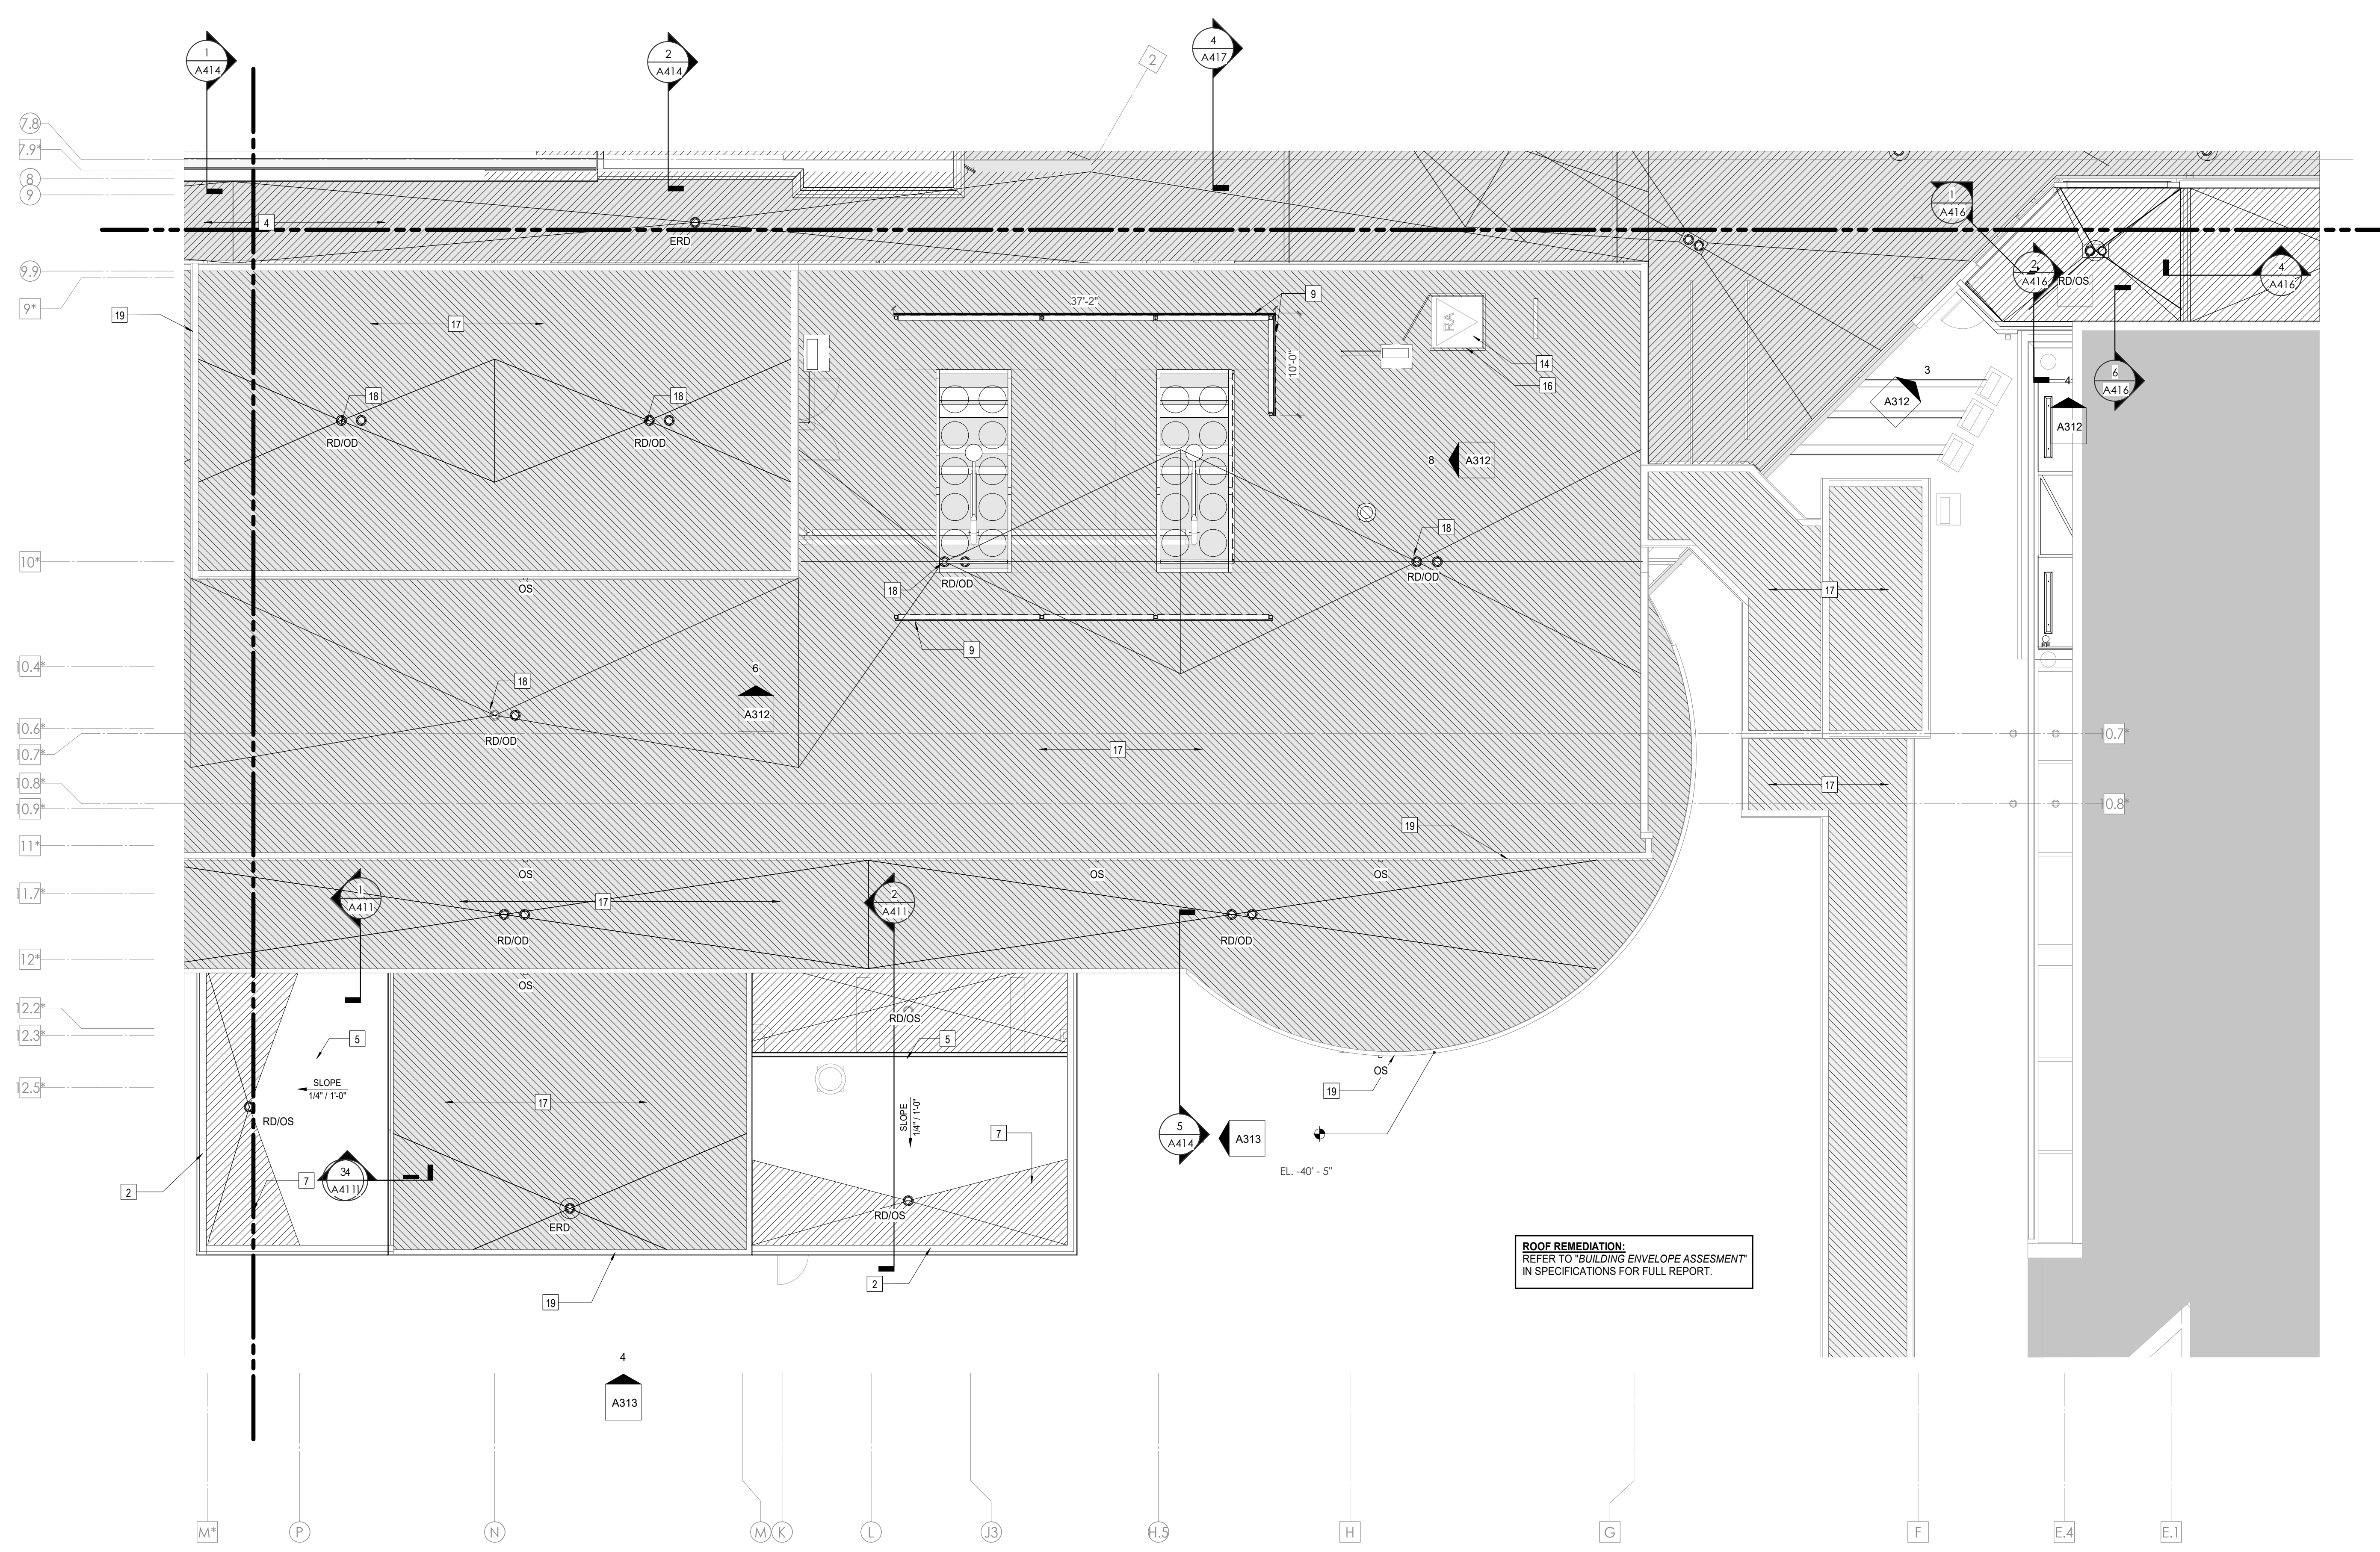 1
A414
2
A414
4
A417
2
7.8
7.9*
8
9
4
ERD
1
A416
2
A416
RD/OS
4
A416
9.9
9*
19
17
37'-2"
9
10'-0"
RA
14
16
3
A312
4
A312
6
A416
18
RD/OD
18
RD/OD
8
A312
18
RD/OD
10*
OS
18
RD/OD
17
9
10.4*
18
6
A312
10.6*
10.7*
RD/OD
17
10.7*
17
10.8*
10.9*
10.8*
11*
19
OS
OS
OS
11.7*
1
A411
17
2
A411
12*
RD/OD
RD/OD
OS
12.2*
12.3*
RD/OS
5
5
OS
12.5*
SLOPE
1/4" / 1'-0"
17
SLOPE
1/4" / 1'-0"
19
RD/OS
7
5
A414
A313
EL. -40' - 5"
2
7
34
RD/OS
ERD
2
19
ROOF REMEDIATION:
REFER TO "BUILDING ENVELOPE ASSESMENT"
IN SPECIFICATIONS FOR FULL REPORT.
4
A313
M*
P
N
M
K
L
J3
H.5
H
G
F
E.4
E.1